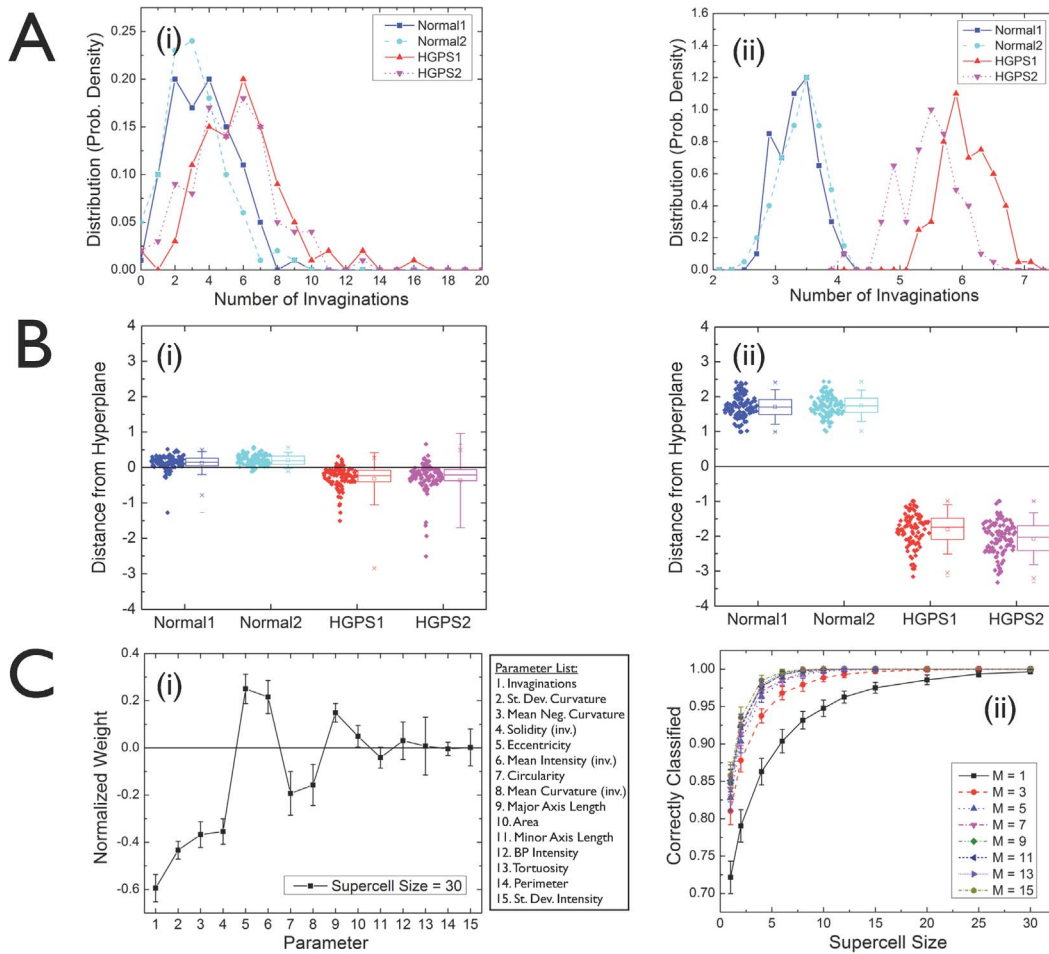 A
(i)
Normal1
Normal2
HGPS1
HGPS2
0.25
0.20
0.15
0.10
0.05
0.00
Distribution (Prob. Density)
0 2 4 6 8 10 12 14 16 18 20
Number of Invaginations
(ii)
Normal1
Normal2
HGPS1
HGPS2
1.6
1.4
1.2
1.0
0.8
0.6
0.4
0.2
0.0
Distribution (Prob. Density)
2 3 4 5 6 7
Number of Invaginations
B
(i)
4
3
2
1
0
-1
-2
-3
-4
Distance from Hyperplane
Normal1 Normal2 HGPS1 HGPS2
(ii)
4
3
2
1
0
-1
-2
-3
-4
Distance from Hyperplane
Normal1 Normal2 HGPS1 HGPS2
C
(i)
0.4
0.2
0.0
-0.2
-0.4
-0.6
Normalized Weight
Supercell Size = 30
1 2 3 4 5 6 7 8 9 10 11 12 13 14 15
Parameter
Parameter List:
1. Invaginations
2. St. Dev. Curvature
3. Mean Neg. Curvature
4. Solidity (inv.)
5. Eccentricity
6. Mean Intensity (inv.)
7. Circularity
8. Mean Curvature (inv.)
9. Major Axis Length
10. Area
11. Minor Axis Length
12. BP Intensity
13. Tortuosity
14. Perimeter
15. St. Dev. Intensity
(ii)
1.00
0.95
0.90
0.85
0.80
0.75
0.70
Correctly Classified
M = 1
M = 3
M = 5
M = 7
M = 9
M = 11
M = 13
M = 15
0 5 10 15 20 25 30
Supercell Size